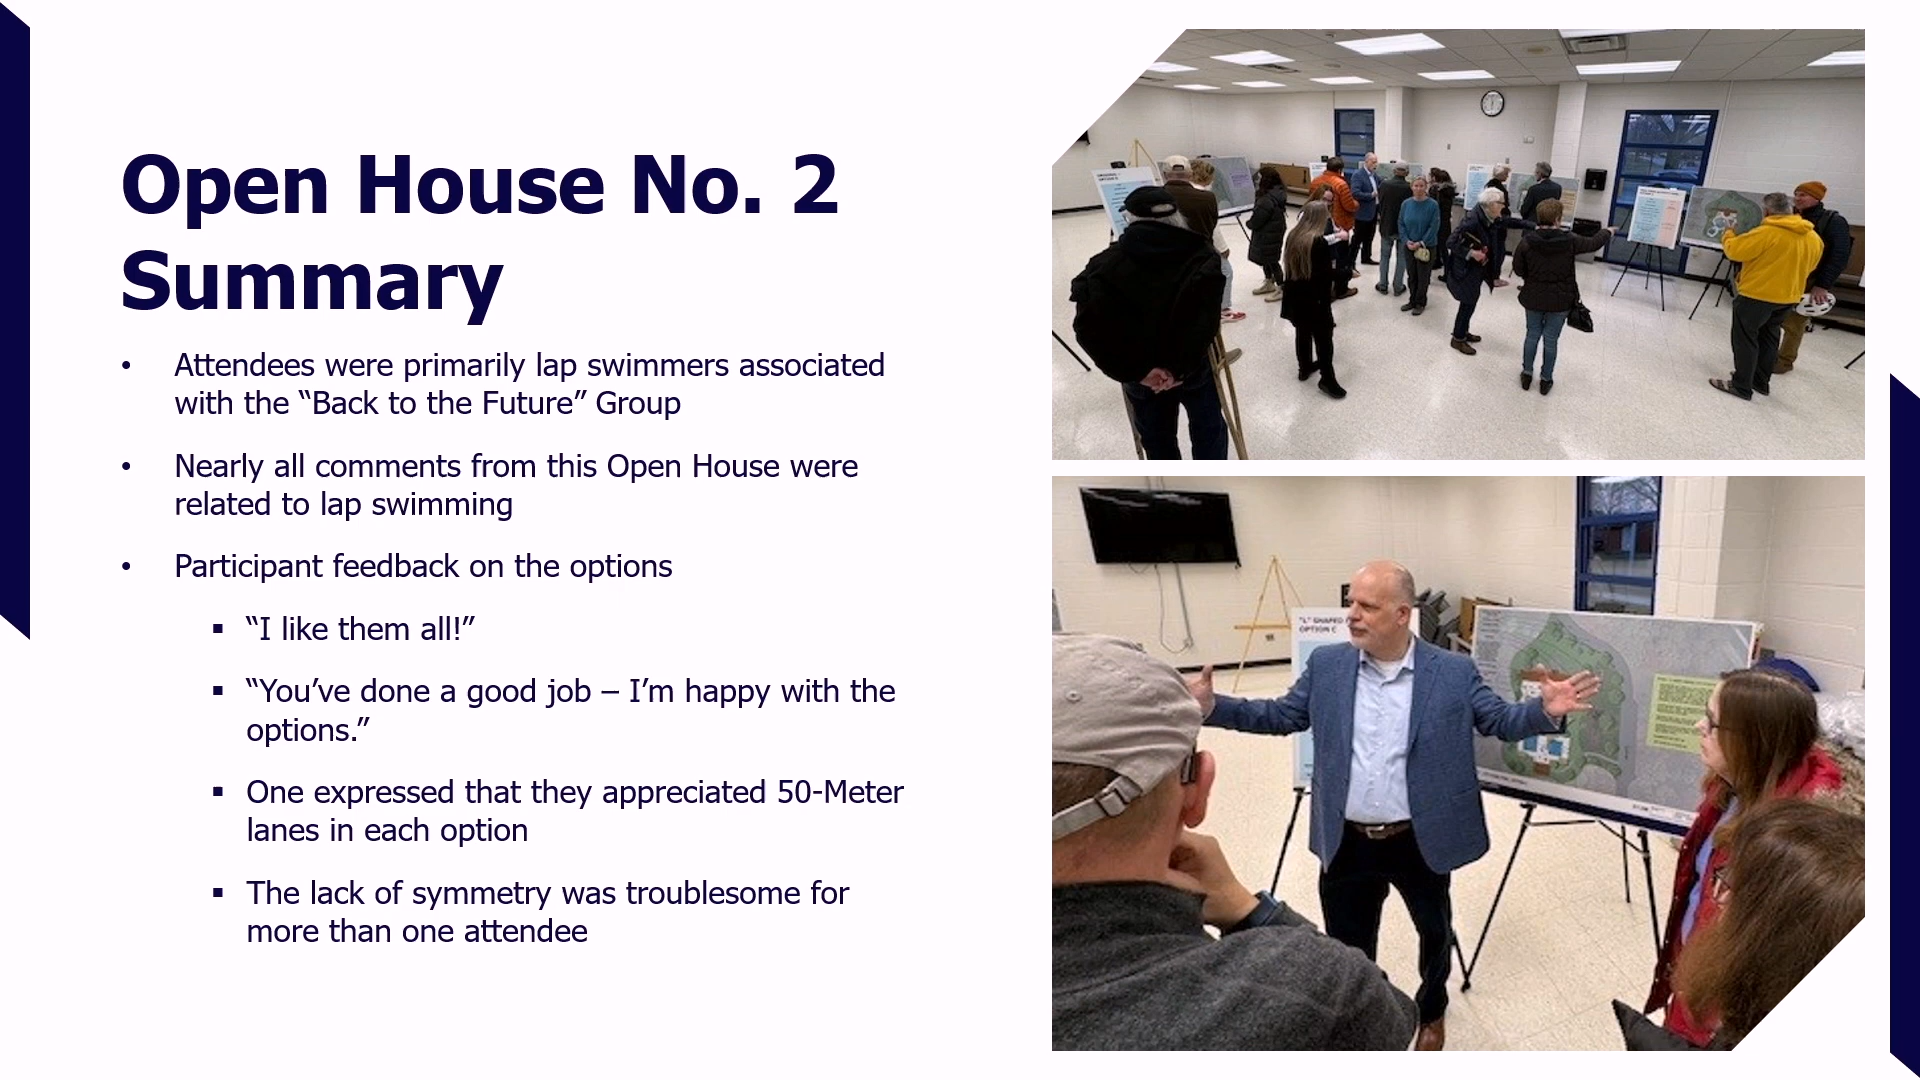 Open House No. 2
Summary
• Attendees were primarily lap swimmers associated
with the “Back to the Future” Group
• Nearly all comments from this Open House were
related to lap swimming
• Participant feedback on the options
▪ “I like them all!”
▪ “You’ve done a good job – I’m happy with the
options.”
▪ One expressed that they appreciated 50-Meter
lanes in each option
▪ The lack of symmetry was troublesome for
more than one attendee
"L" SHAPED
OPTION C